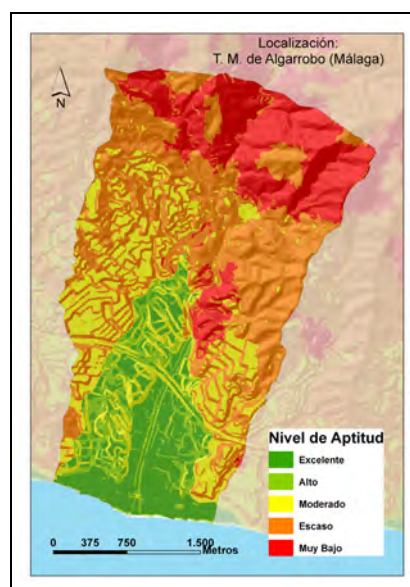 Localización:
T. M. de Algarrobo (Málaga)
N
Nivel de Aptitud
Excelente
Alto
Moderado
Escaso
Muy Bajo
0 375 750 1.500
Metros